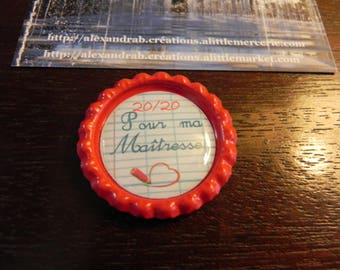 http://alexandrab.creations.alittlemercerie.com
http://alexandrab.creations.alittlemarket.com
20/20
Pour ma
Maîtresse